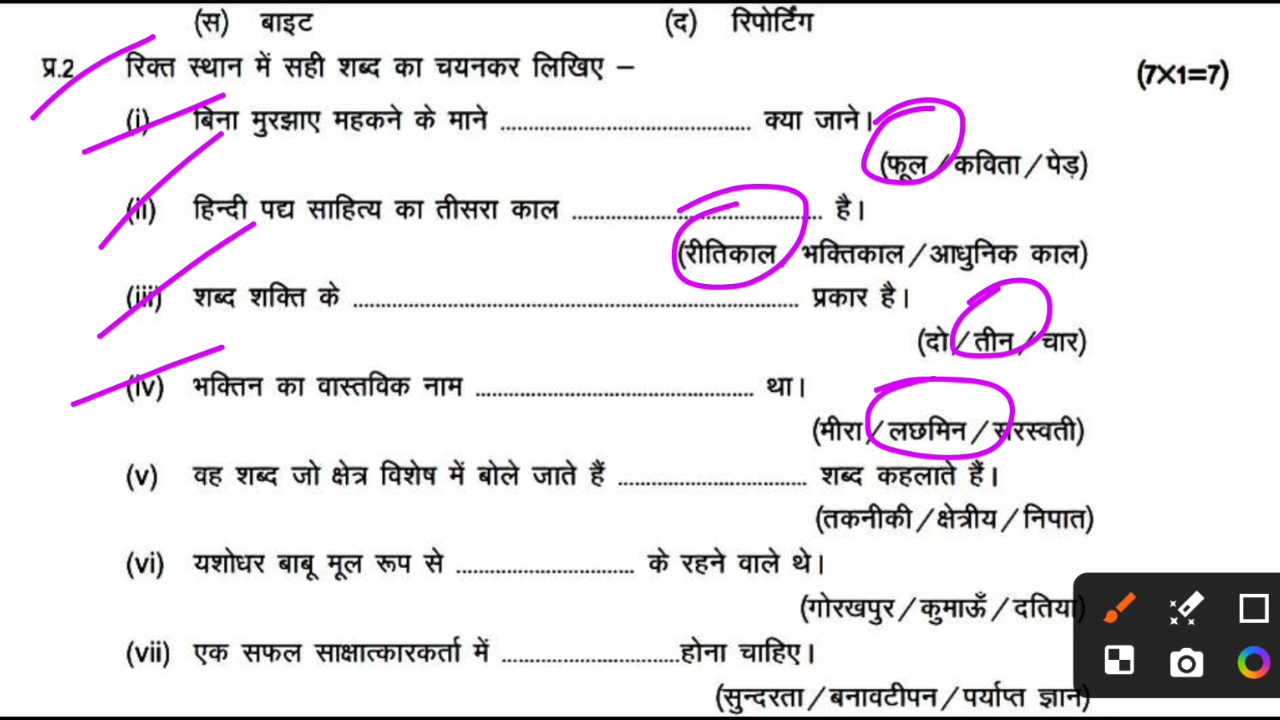 (स) बाइट (द) रिपोर्टिंग
प्र.2 रिक्त स्थान में सही शब्द का चयनकर लिखिए – (7X1=7)
(i) बिना मुरझाए महकने के माने .................................... क्या जाने।
(फूल/कविता/पेड़)
(ii) हिन्दी पद्य साहित्य का तीसरा काल .................................... है।
(रीतिकाल/भक्तिकाल/आधुनिक काल)
(iii) शब्द शक्ति के ................................................................ प्रकार है।
(दो/तीन/चार)
(iv) भक्तिन का वास्तविक नाम ........................................ था।
(मीरा/लछमिन/सरस्वती)
(v) वह शब्द जो क्षेत्र विशेष में बोले जाते हैं ........................... शब्द कहलाते हैं।
(तकनीकी/क्षेत्रीय/निपात)
(vi) यशोधर बाबू मूल रूप से ......................... के रहने वाले थे।
(गोरखपुर/कुमाऊँ/दतिया)
(vii) एक सफल साक्षात्कारकर्ता में .........................होना चाहिए।
(सुन्दरता/बनावटीपन/पर्याप्त ज्ञान)